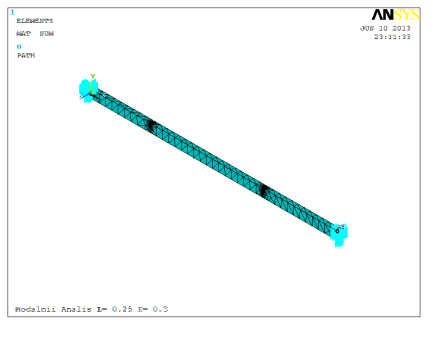 1
ELEMENTS
MAT NUM
U
PATH
ANSYS
JUN 10 2013
23:11:33
Modalnii Analis L= 0.25 K= 0.5